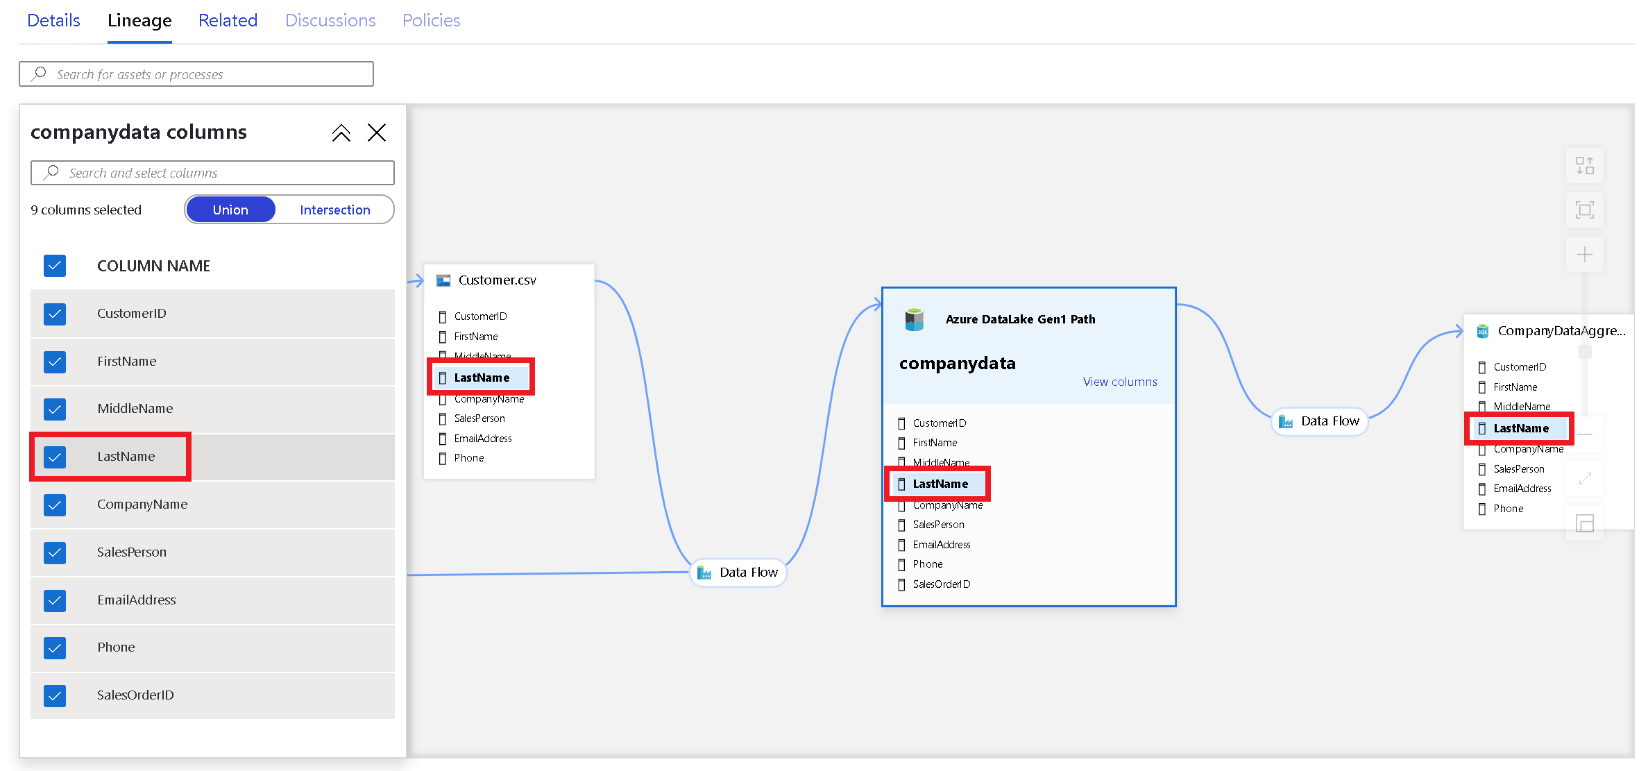 Details Lineage Related Discussions Policies
Search for assets or processes
companydata columns
Search and select columns
9 columns selected Union Intersection
COLUMN NAME
CustomerID
FirstName
MiddleName
LastName
CompanyName
SalesPerson
EmailAddress
Phone
SalesOrderID
Customer.csv
CustomerID
FirstName
MiddleName
LastName
CompanyName
SalesPerson
EmailAddress
Phone
Data Flow
Azure DataLake Gen1 Path
companydata
View columns
CustomerID
FirstName
MiddleName
LastName
CompanyName
SalesPerson
EmailAddress
Phone
SalesOrderID
Data Flow
CompanyDataAggre...
CustomerID
FirstName
MiddleName
LastName
CompanyName
SalesPerson
EmailAddress
Phone